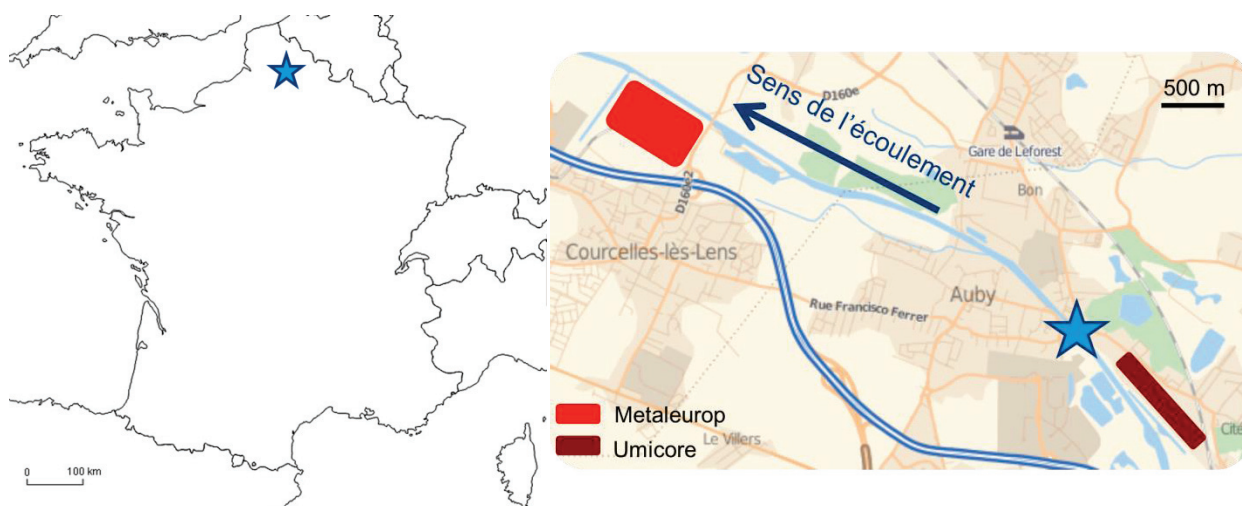 0 100 km
Sens de l'écoulement
500 m
D160e
Gare de Leforest
Bon
D160e2
Courcelles-lès-Lens
Auby
Rue Francisco Ferrer
Metaleurop
Le Villers
Umicore
Cité